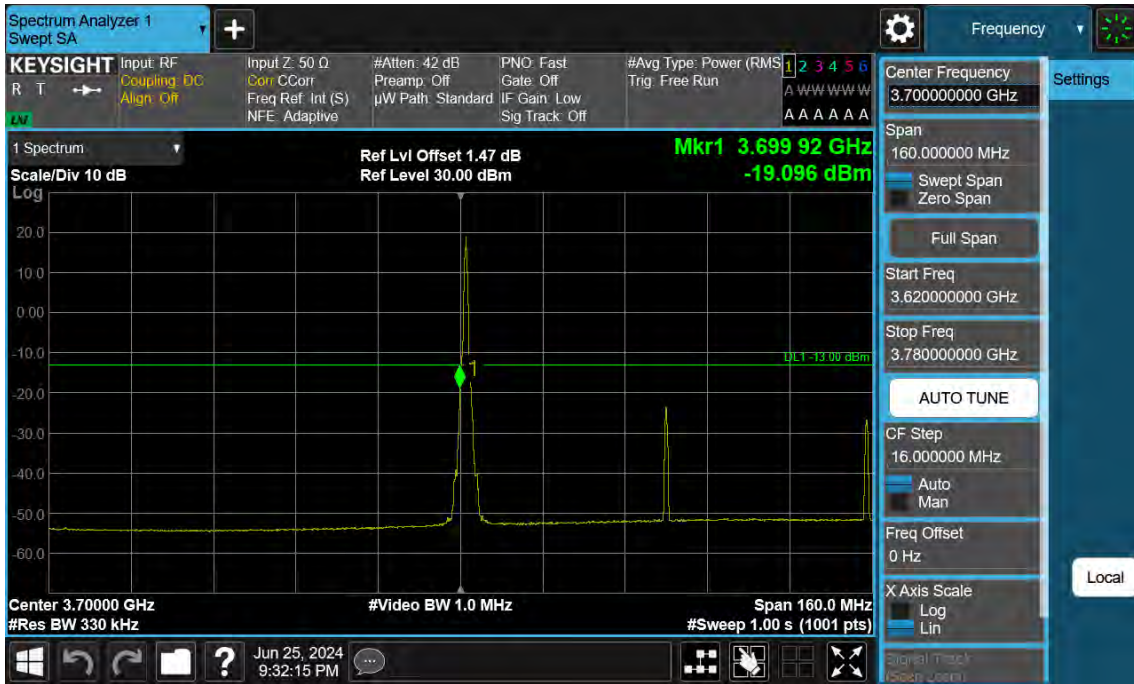 Spectrum Analyzer 1
Swept SA
+
Frequency
KEYSIGHT
R T
LXI
Input: RF
Coupling: DC
Align: Off
Input Z: 50 Ω
Corr CCorr
Freq Ref: Int (S)
NFE: Adaptive
#Atten: 42 dB
Preamp: Off
µW Path: Standard
PNO: Fast
Gate: Off
IF Gain: Low
Sig Track: Off
#Avg Type: Power (RMS
Trig: Free Run
1 2 3 4 5 6
A W W W W W
A A A A A A
1 Spectrum
Scale/Div 10 dB
Ref Lvl Offset 1.47 dB
Ref Level 30.00 dBm
Mkr1 3.699 92 GHz
-19.096 dBm
Log
20.0
10.0
0.00
-10.0
-20.0
-30.0
-40.0
-50.0
-60.0
DL1 -13.00 dBm
1
Center 3.70000 GHz
#Res BW 330 kHz
#Video BW 1.0 MHz
Span 160.0 MHz
#Sweep 1.00 s (1001 pts)
Center Frequency
3.700000000 GHz
Settings
Span
160.000000 MHz
Swept Span
Zero Span
Full Span
Start Freq
3.620000000 GHz
Stop Freq
3.780000000 GHz
AUTO TUNE
CF Step
16.000000 MHz
Auto
Man
Freq Offset
0 Hz
X Axis Scale
Log
Lin
Local
Signal Track
(Span Zoom)
?
Jun 25, 2024
9:32:15 PM